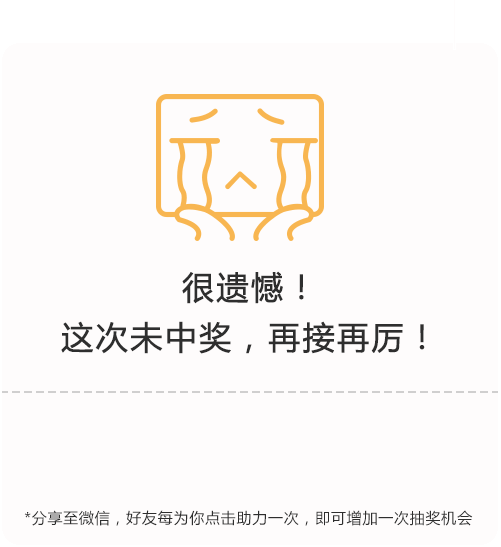 很遗憾！
这次未中奖，再接再厉！
*分享至微信，好友每为你点击助力一次，即可增加一次抽奖机会